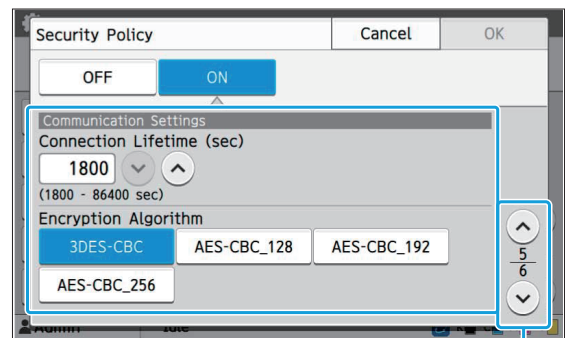 Security Policy Cancel OK
OFF ON
Communication Settings
Connection Lifetime (sec)
1800
(1800 - 86400 sec)
Encryption Algorithm
3DES-CBC AES-CBC_128 AES-CBC_192
AES-CBC_256
5
6
Admin Idle